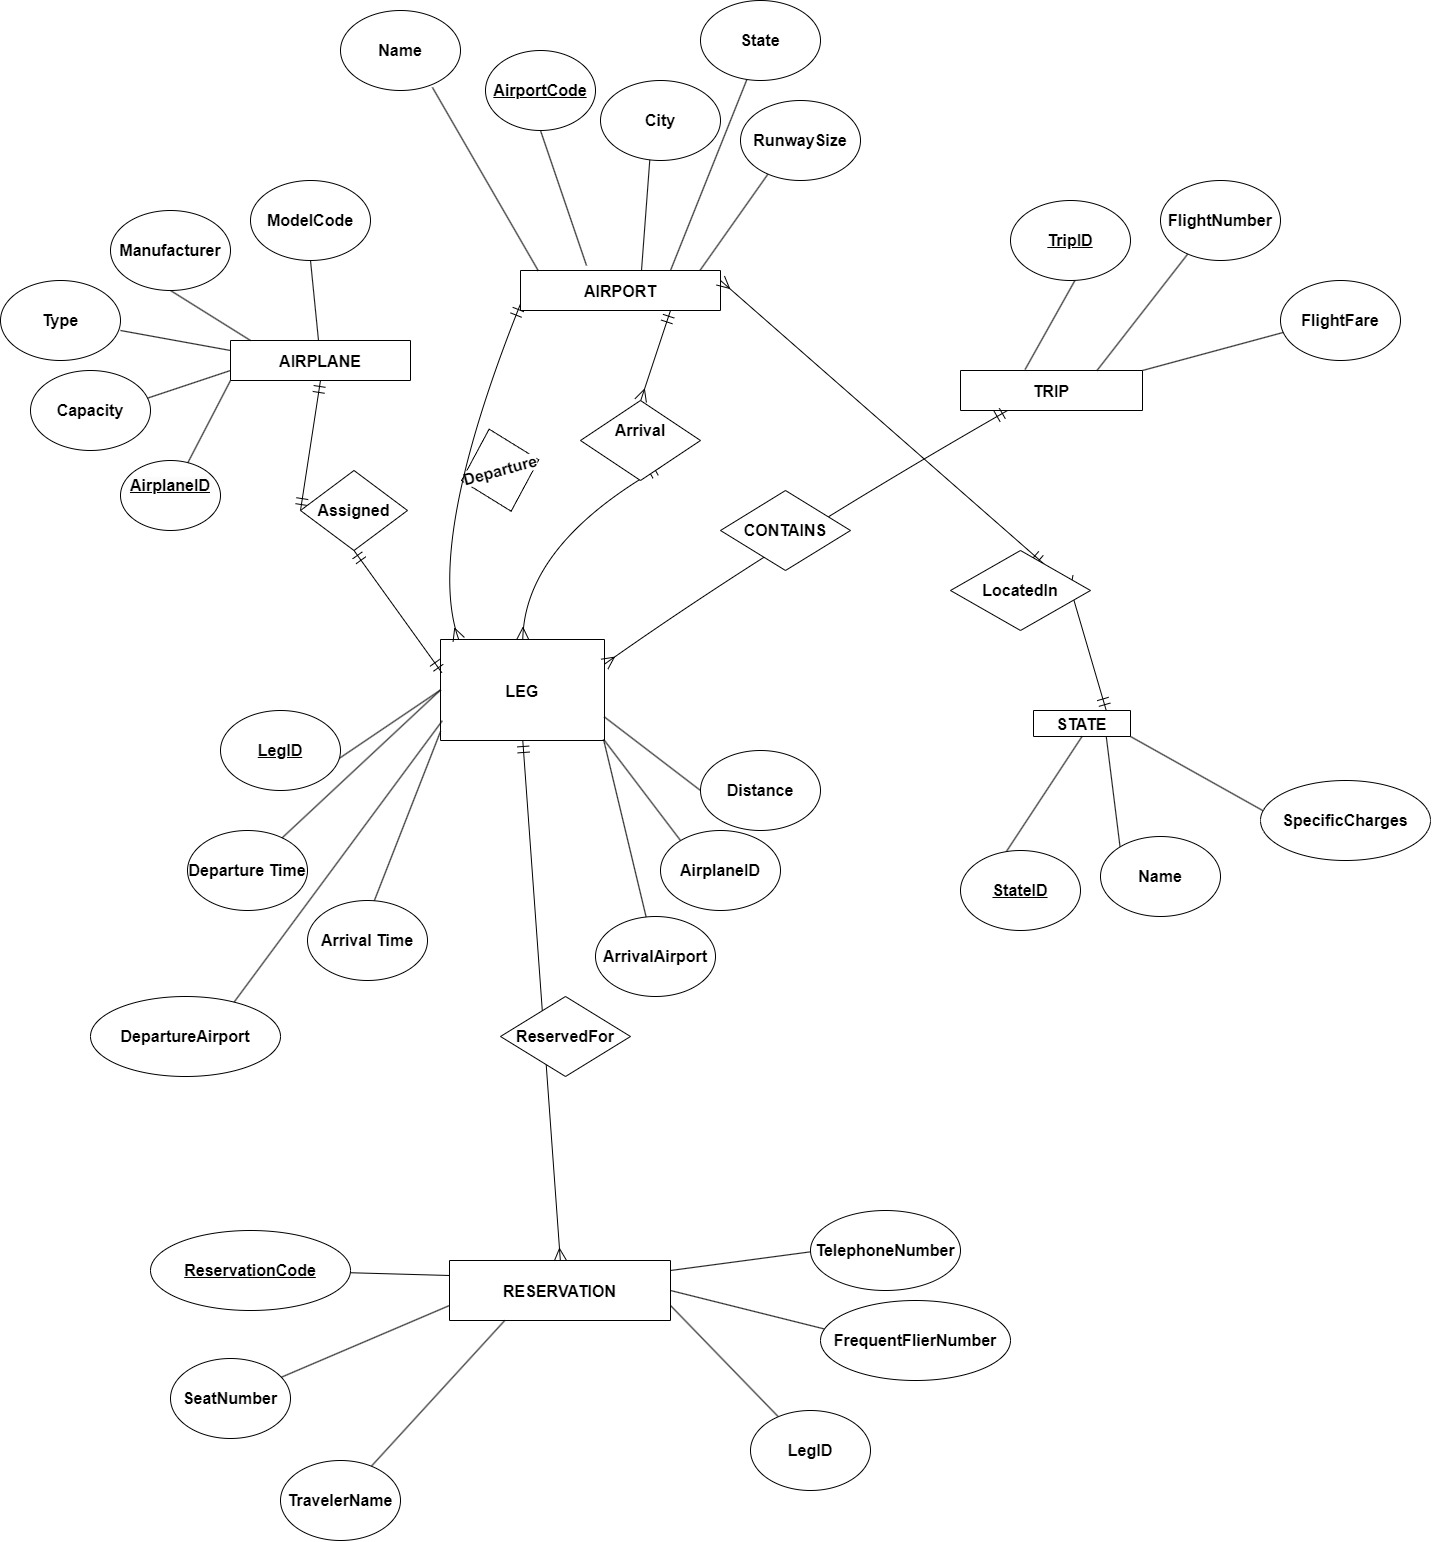 State
Name
AirportCode
City
RunwaySize
ModelCode
FlightNumber
TripID
Manufacturer
AIRPORT
Type
FlightFare
AIRPLANE
TRIP
Capacity
Arrival
Departure
AirplaneID
Assigned
CONTAINS
LocatedIn
LEG
STATE
LegID
Distance
SpecificCharges
Departure Time
AirplaneID
Name
StateID
Arrival Time
ArrivalAirport
DepartureAirport
ReservedFor
TelephoneNumber
ReservationCode
RESERVATION
FrequentFlierNumber
SeatNumber
LegID
TravelerName